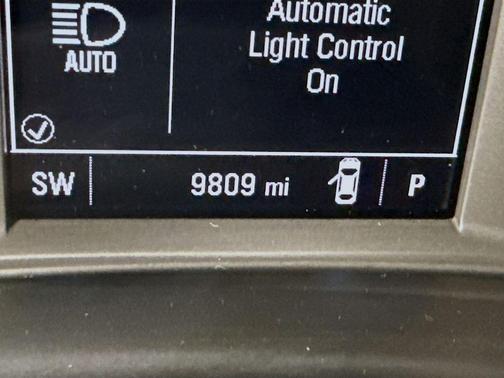 AUTO
Automatic
Light Control
On
SW 9809 mi P